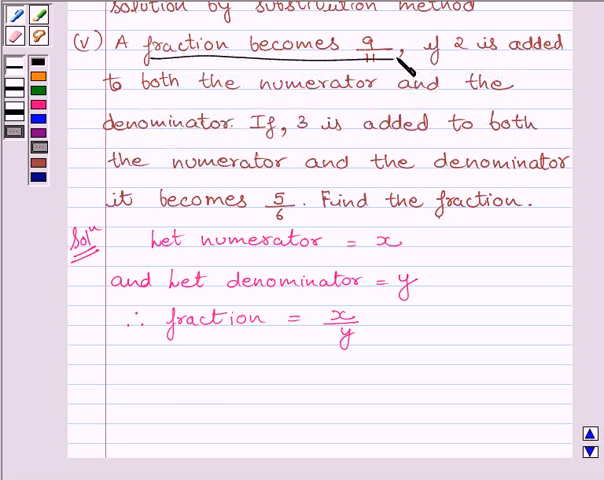 solution by substitution method
(v) A fraction becomes 9/11, if 2 is added
to both the numerator and the
denominator. If, 3 is added to both
the numerator and the denominator
it becomes 5/6. Find the fraction.
Solⁿ Let numerator = x
and Let denominator = y
∴ fraction = x/y